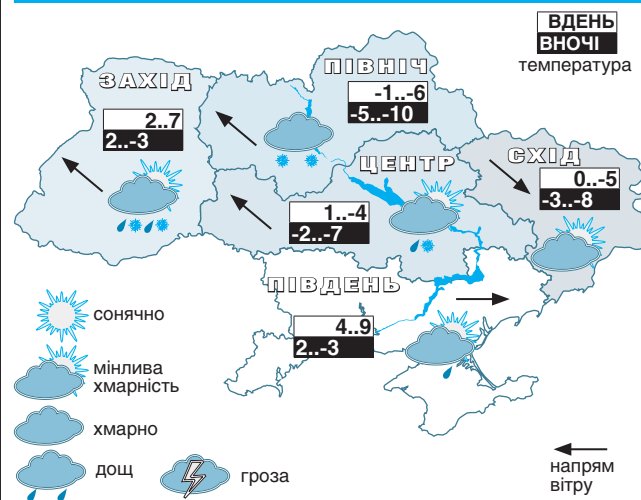 ВДЕНЬ
ВНОЧІ
температура
ПІВНІЧ
-1..-6
-5..-10
ЗАХІД
2..7
2..-3
ЦЕНТР
1..-4
-2..-7
СХІД
0..-5
-3..-8
ПІВДЕНЬ
4..9
2..-3
сонячно
мінлива
хмарність
хмарно
дощ
гроза
напрям
вітру